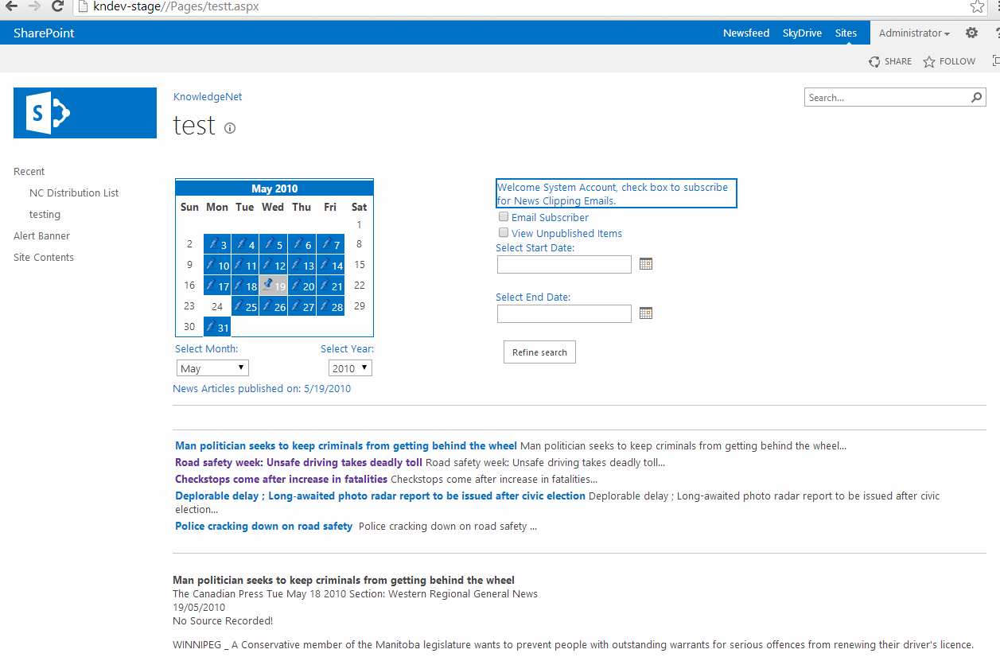 kndev-stage//Pages/testt.aspx
SharePoint
Newsfeed SkyDrive Sites Administrator ?
SHARE FOLLOW
S
KnowledgeNet
Search...
test
Recent
NC Distribution List
testing
Alert Banner
Site Contents
May 2010
Sun Mon Tue Wed Thu Fri Sat
1
2 3 4 5 6 7 8
9 10 11 12 13 14 15
16 17 18 19 20 21 22
23 24 25 26 27 28 29
30 31
Select Month: Select Year:
May 2010
News Articles published on: 5/19/2010
Welcome System Account, check box to subscribe
for News Clipping Emails.
Email Subscriber
View Unpublished Items
Select Start Date:
Select End Date:
Refine search
Man politician seeks to keep criminals from getting behind the wheel Man politician seeks to keep criminals from getting behind the wheel...
Road safety week: Unsafe driving takes deadly toll Road safety week: Unsafe driving takes deadly toll...
Checkstops come after increase in fatalities Checkstops come after increase in fatalities...
Deplorable delay ; Long-awaited photo radar report to be issued after civic election Deplorable delay ; Long-awaited photo radar report to be issued after civic
election...
Police cracking down on road safety Police cracking down on road safety ...
Man politician seeks to keep criminals from getting behind the wheel
The Canadian Press Tue May 18 2010 Section: Western Regional General News
19/05/2010
No Source Recorded!
WINNIPEG _ A Conservative member of the Manitoba legislature wants to prevent people with outstanding warrants for serious offences from renewing their driver's licence.